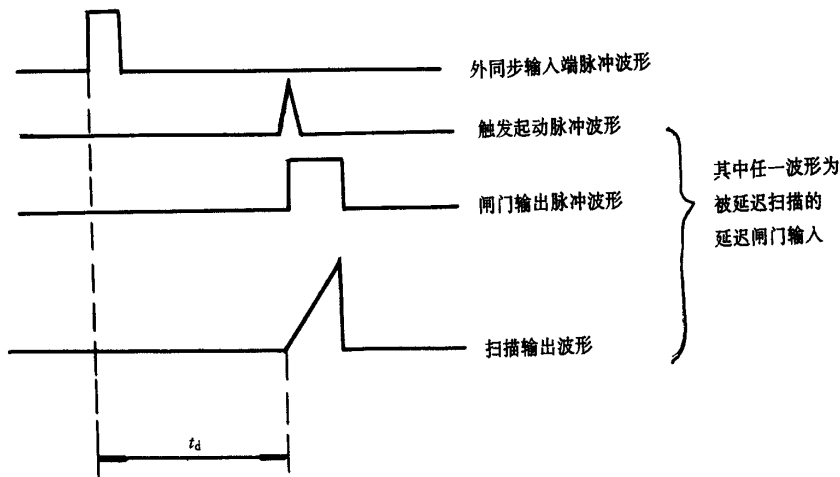 外同步输入端脉冲波形
触发起动脉冲波形
闸门输出脉冲波形
扫描输出波形
其中任一波形为
被延迟扫描的
延迟闸门输入
td